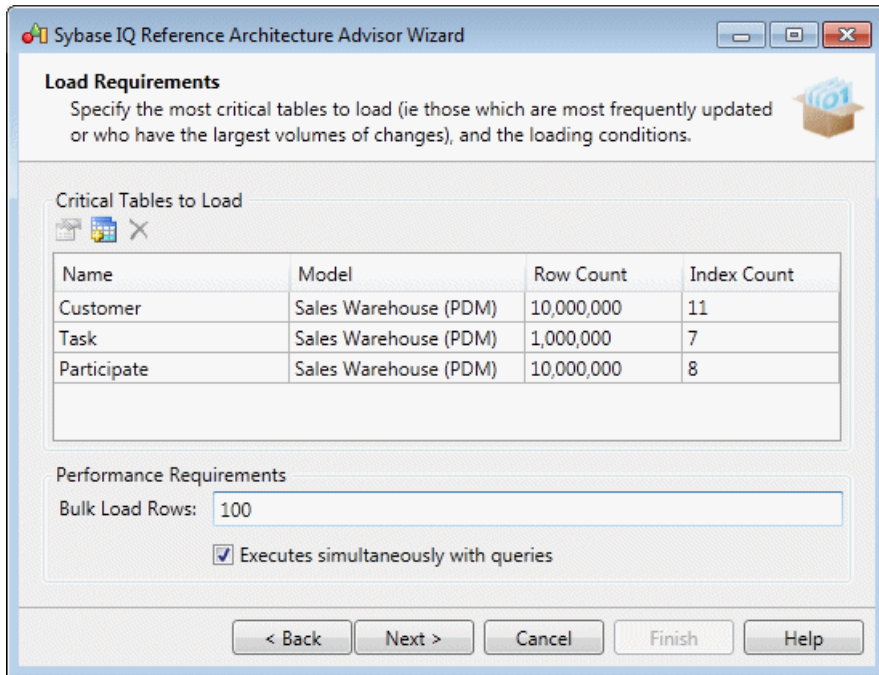 Sybase IQ Reference Architecture Advisor Wizard
Load Requirements
Specify the most critical tables to load (ie those which are most frequently updated
or who have the largest volumes of changes), and the loading conditions.
Critical Tables to Load
Name Model Row Count Index Count
Customer Sales Warehouse (PDM) 10,000,000 11
Task Sales Warehouse (PDM) 1,000,000 7
Participate Sales Warehouse (PDM) 10,000,000 8
Performance Requirements
Bulk Load Rows: 100
Executes simultaneously with queries
< Back Next > Cancel Finish Help